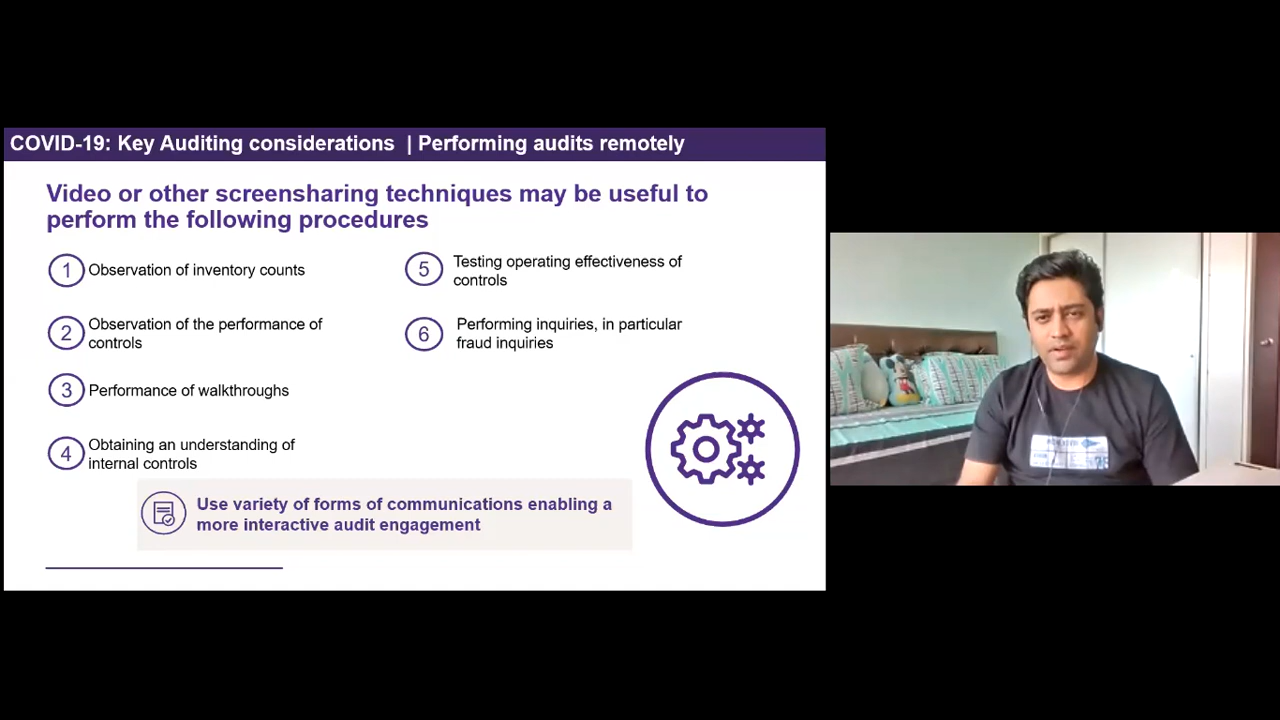 COVID-19: Key Auditing considerations | Performing audits remotely
Video or other screensharing techniques may be useful to
perform the following procedures
1 Observation of inventory counts
2 Observation of the performance of
controls
3 Performance of walkthroughs
4 Obtaining an understanding of
internal controls
5 Testing operating effectiveness of
controls
6 Performing inquiries, in particular
fraud inquiries
Use variety of forms of communications enabling a
more interactive audit engagement